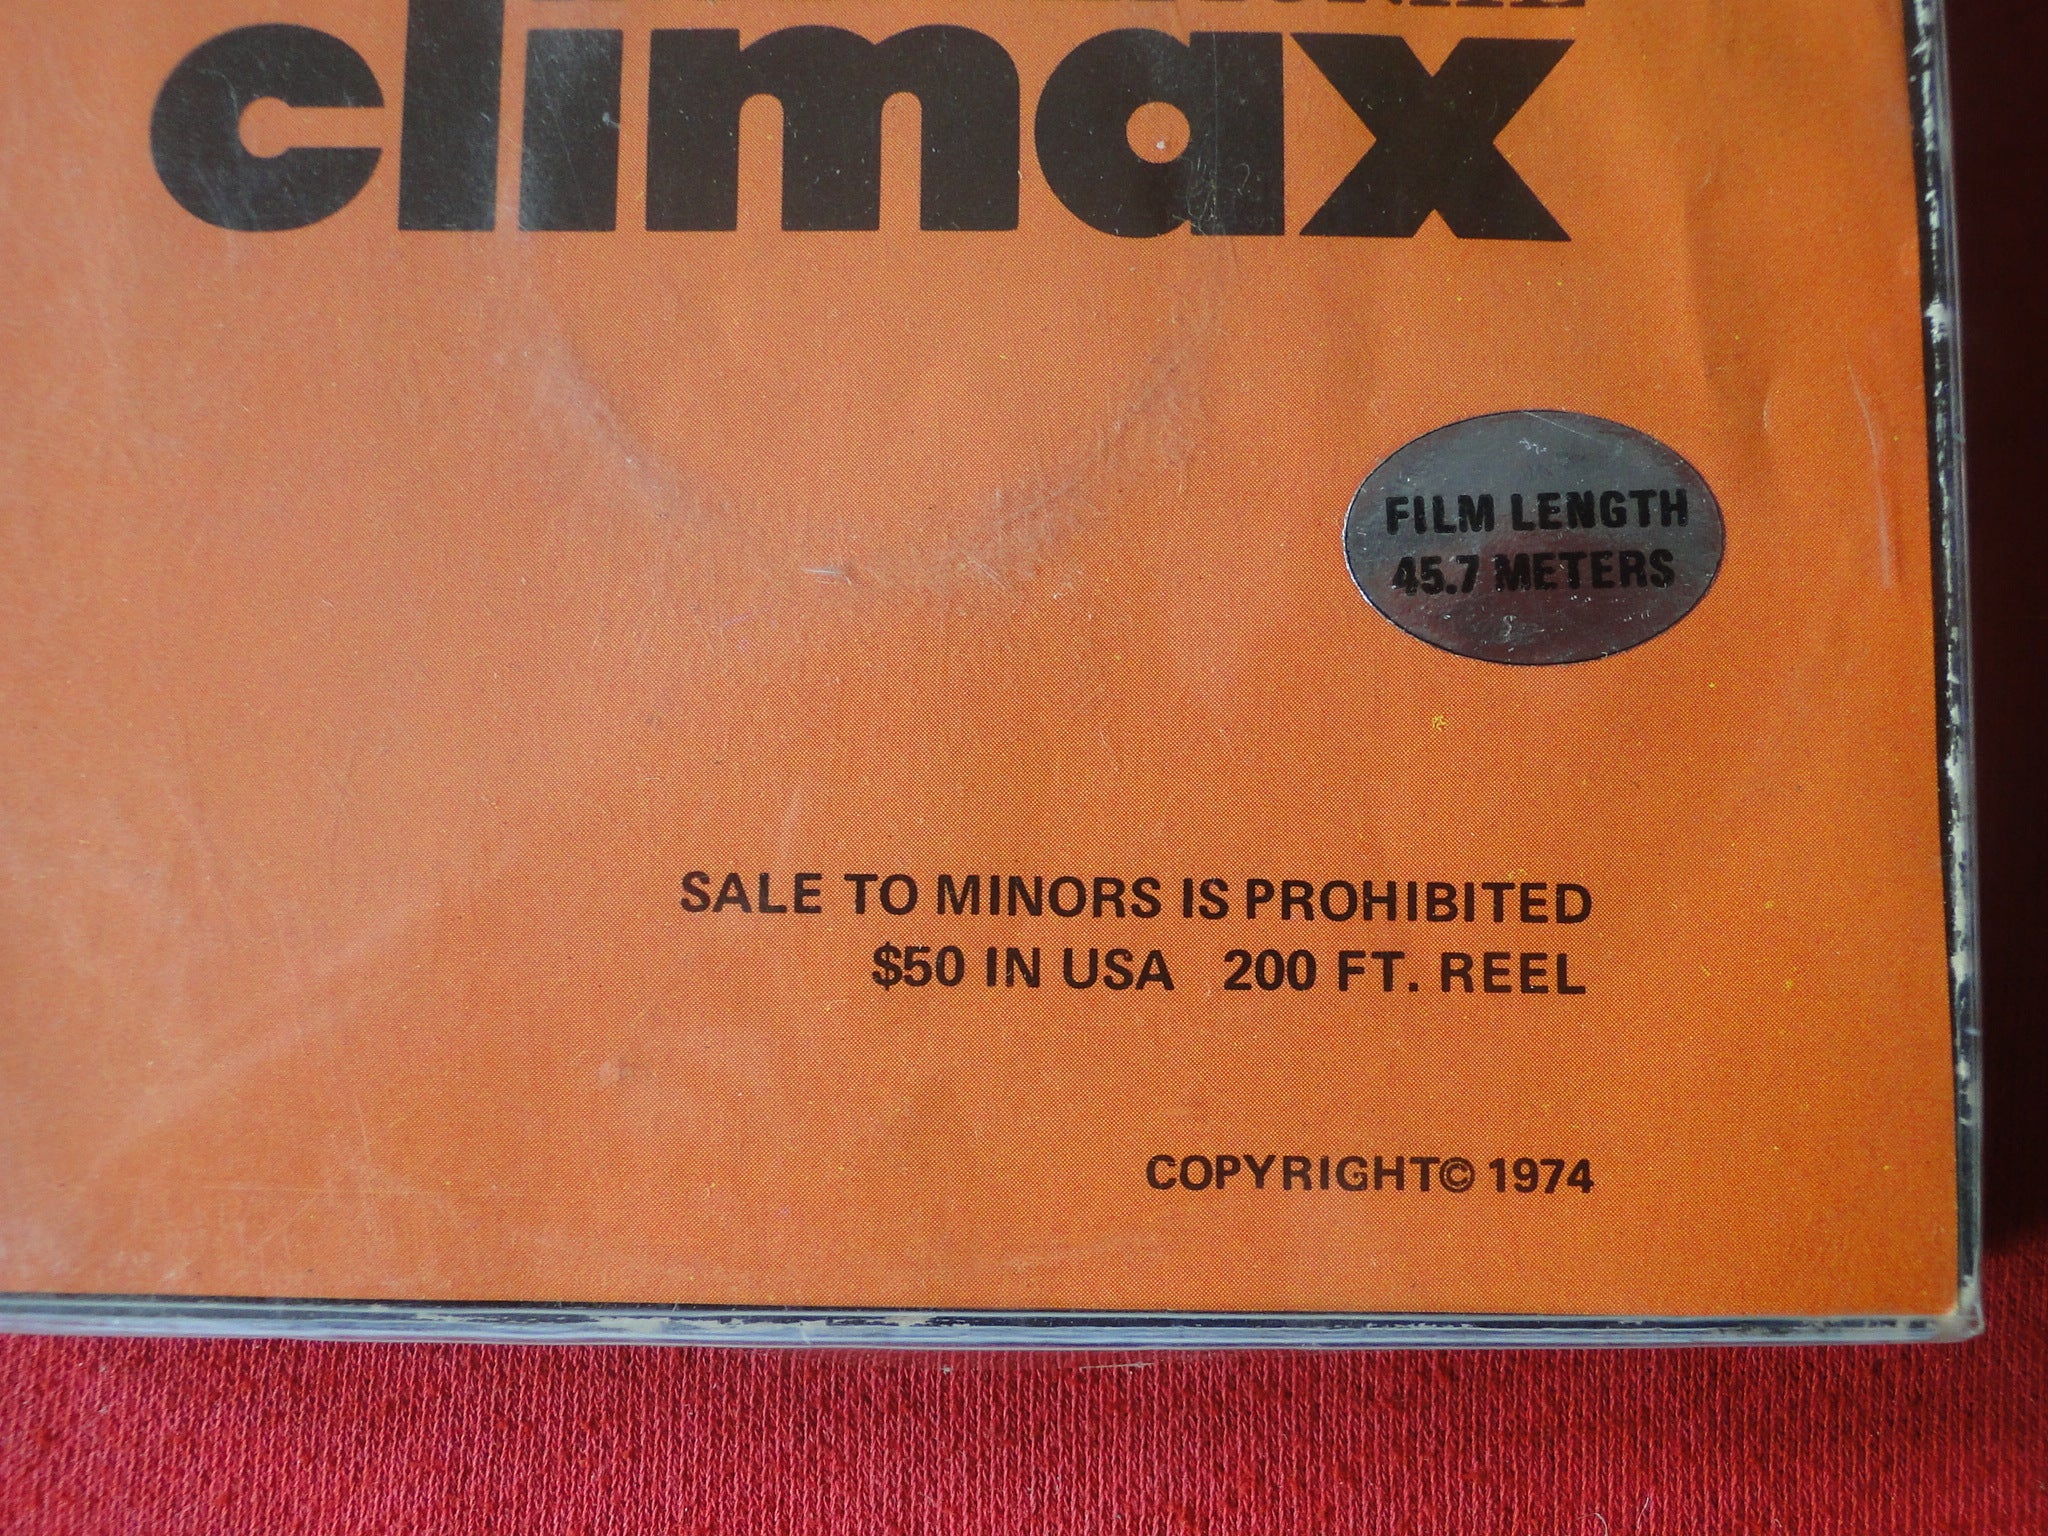 climax
FILM LENGTH
45.7 METERS
SALE TO MINORS IS PROHIBITED
$50 IN USA 200 FT. REEL
COPYRIGHT© 1974